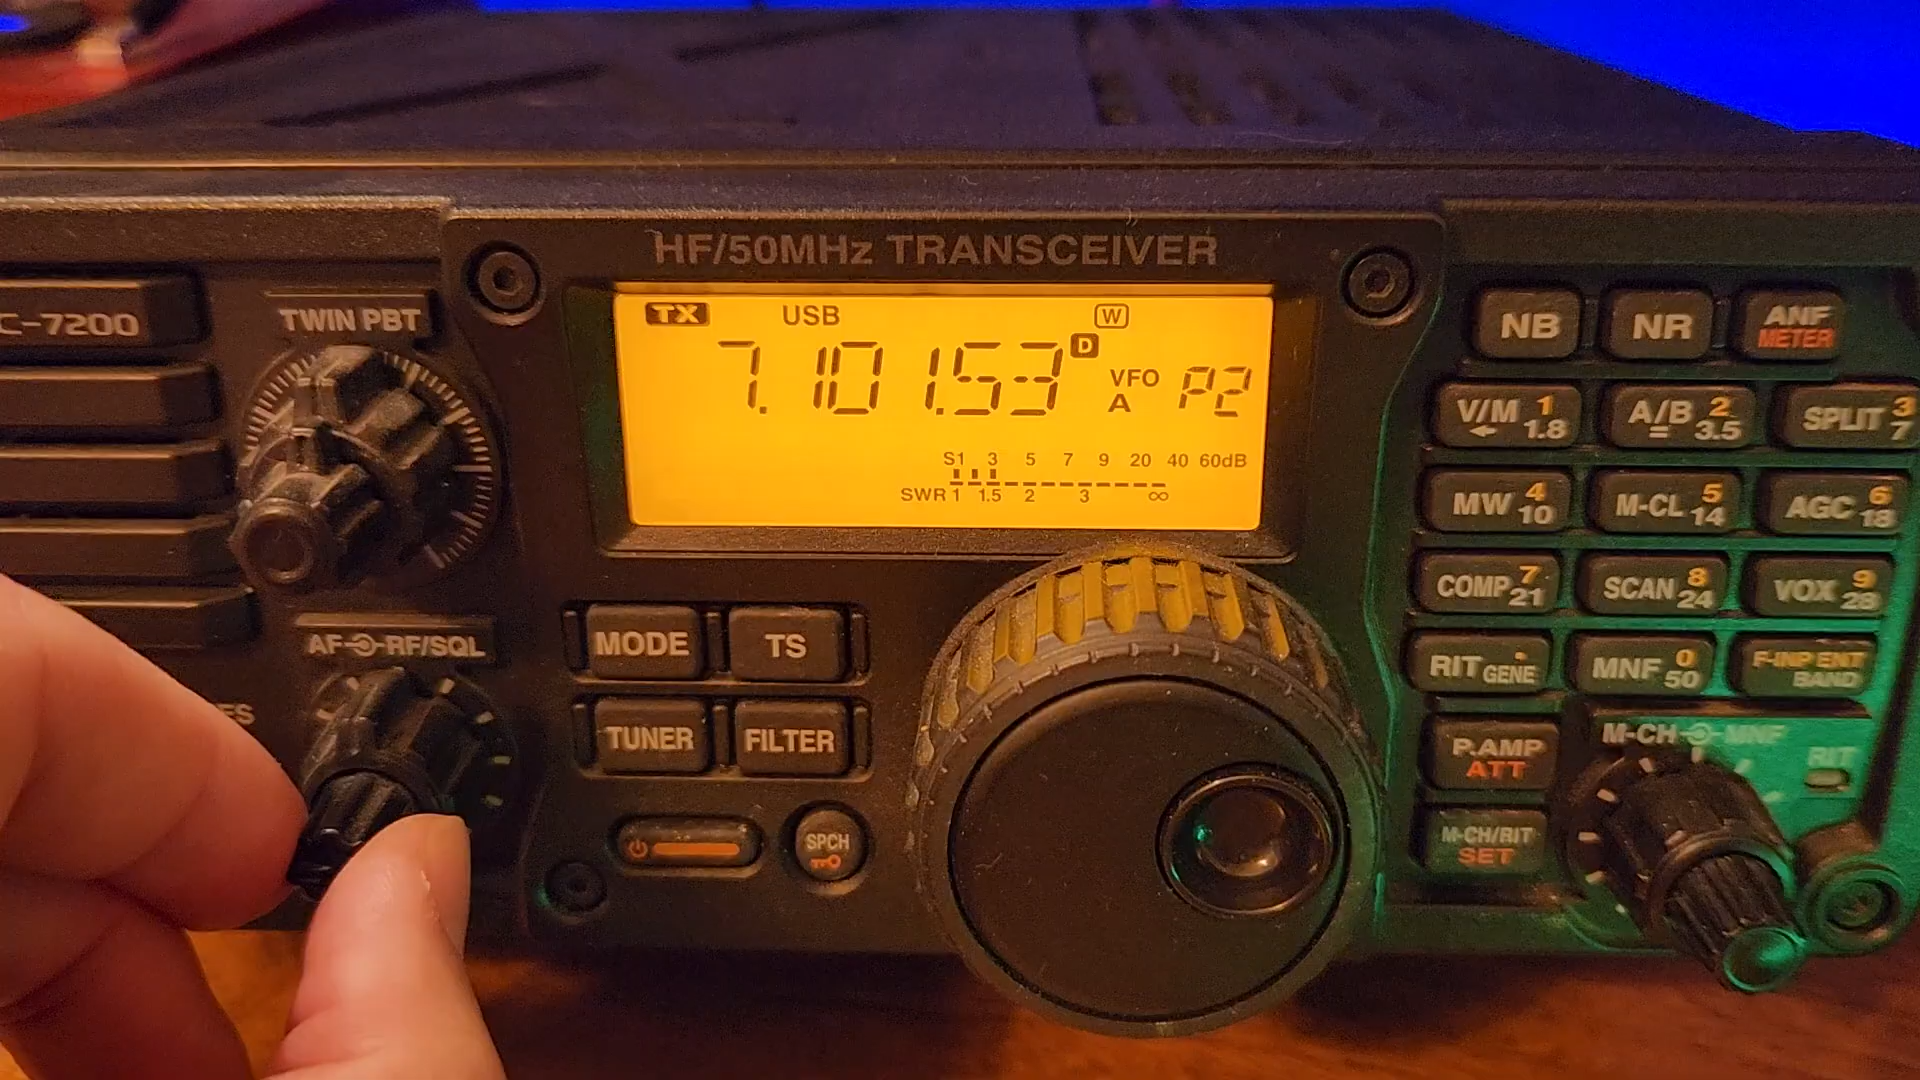 HF/50MHz TRANSCEIVER
C-7200
TWIN PBT
TX USB W
7.101.53 D
VFO
A
P2
S1 3 5 7 9 20 40 60dB
SWR 1 1.5 2 3 ∞
AF RF/SQL
MODE TS
TUNER FILTER
SPCH
NB NR ANF
METER
V/M 1 1.8 A/B = 2 3.5 SPLIT 3 7
MW 4 10 M-CL 5 14 AGC 6 18
COMP 7 21 SCAN 8 24 VOX 9 28
RIT . GENE MNF 0 50 F-INP ENT
BAND
P.AMP
ATT
M-CH MNF
RIT
M-CH/RIT
SET